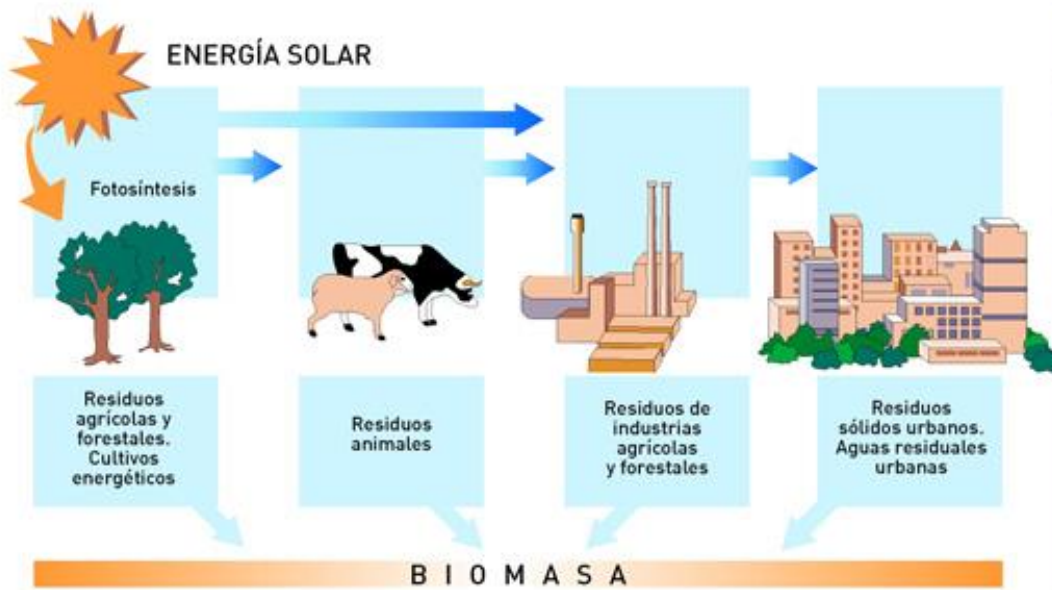 ENERGÍA SOLAR
Fotosíntesis
Residuos
agrícolas y
forestales.
Cultivos
energéticos
Residuos
animales
Residuos de
industrias
agrícolas
y forestales
Residuos
sólidos urbanos.
Aguas residuales
urbanas
BIOMASA